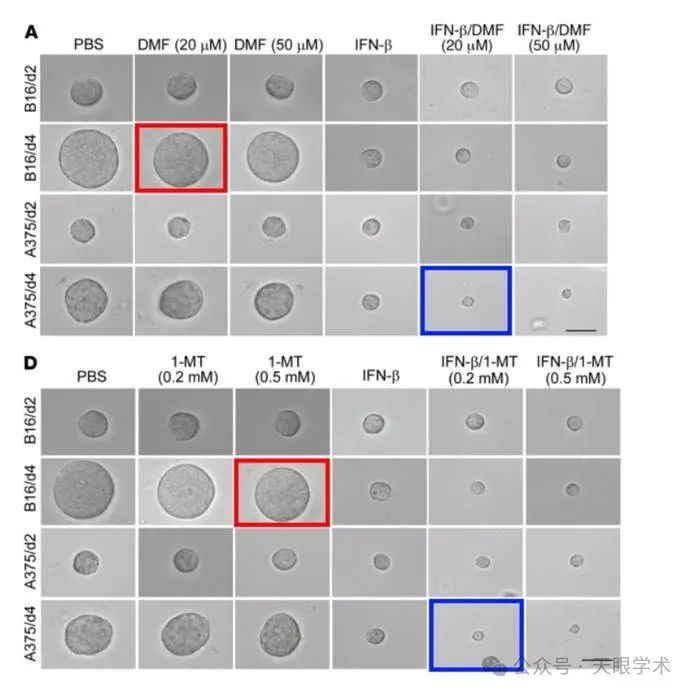 A
PBS DMF (20 μM) DMF (50 μM) IFN-β IFN-β/DMF (20 μM) IFN-β/DMF (50 μM)
B16/d2
B16/d4
A375/d2
A375/d4
D
PBS 1-MT (0.2 mM) 1-MT (0.5 mM) IFN-β IFN-β/1-MT (0.2 mM) IFN-β/1-MT (0.5 mM)
B16/d2
B16/d4
A375/d2
A375/d4
公众号 · 天眼学术